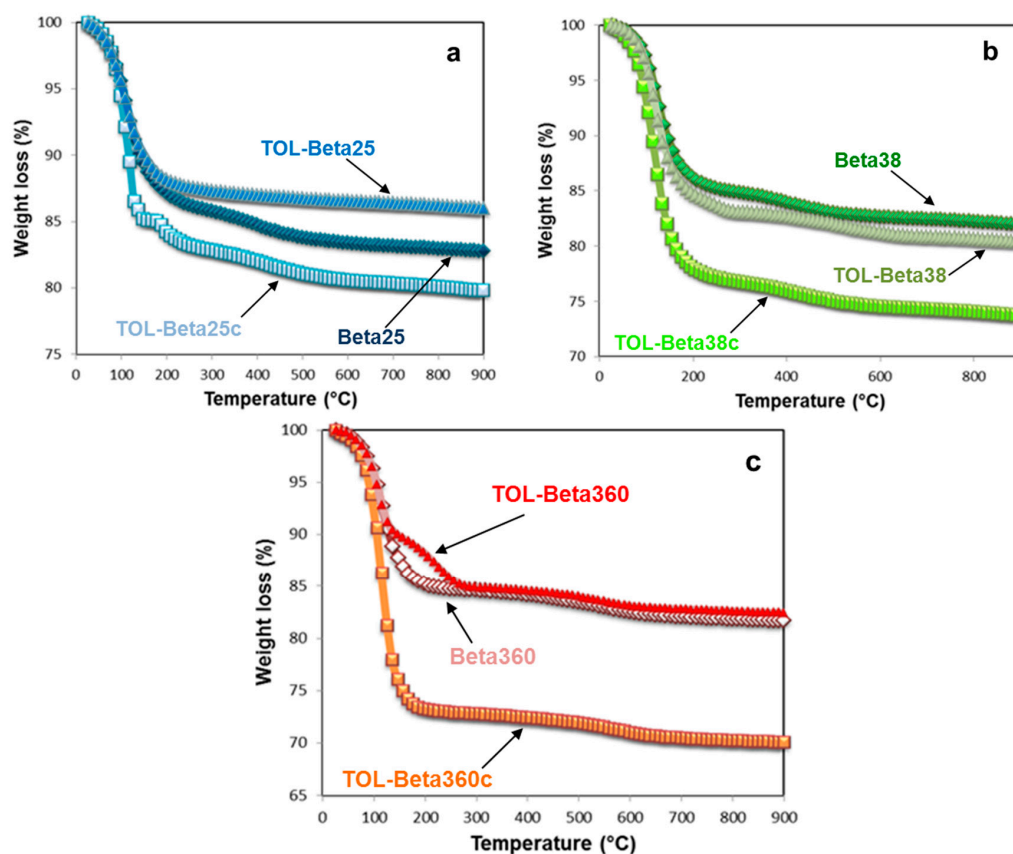 a
100
95
90
85
80
75
Weight loss (%)
TOL-Beta25
TOL-Beta25c
Beta25
0 100 200 300 400 500 600 700 800 900
Temperature (°C)
b
100
95
90
85
80
75
70
Weight loss (%)
Beta38
TOL-Beta38
TOL-Beta38c
0 200 400 600 800
Temperature (°C)
c
100
95
90
85
80
75
70
65
Weight loss (%)
TOL-Beta360
Beta360
TOL-Beta360c
0 100 200 300 400 500 600 700 800 900
Temperature (°C)